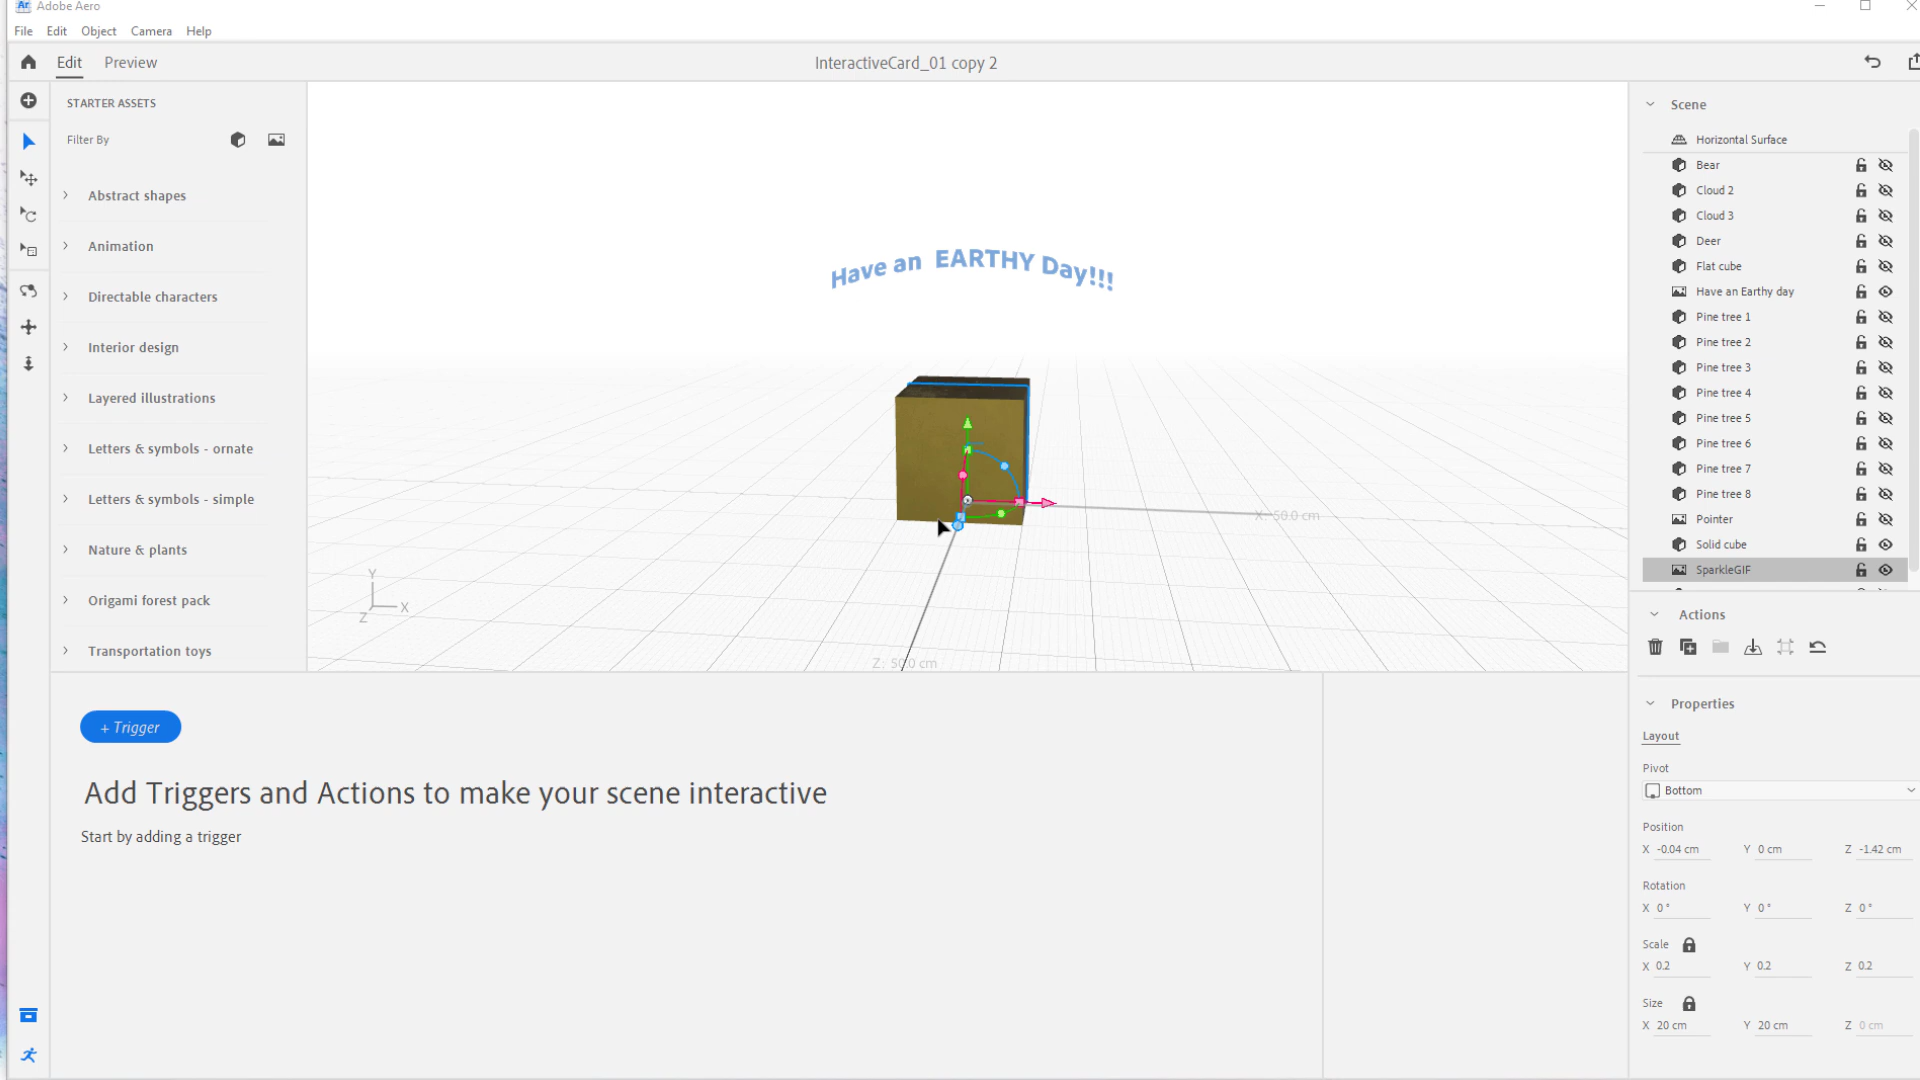 Ar Adobe Aero
File Edit Object Camera Help
Edit Preview
InteractiveCard_01 copy 2
STARTER ASSETS
Filter By
Abstract shapes
Animation
Directable characters
Interior design
Layered illustrations
Letters & symbols - ornate
Letters & symbols - simple
Nature & plants
Origami forest pack
Transportation toys
Have an EARTHY Day!!!
X: 50.0 cm
Z: 50.0 cm
Y
X
Z
Scene
Horizontal Surface
Bear
Cloud 2
Cloud 3
Deer
Flat cube
Have an Earthy day
Pine tree 1
Pine tree 2
Pine tree 3
Pine tree 4
Pine tree 5
Pine tree 6
Pine tree 7
Pine tree 8
Pointer
Solid cube
SparkleGIF
Actions
Properties
Layout
Pivot
Bottom
Position
X -0.04 cm Y 0 cm Z -1.42 cm
Rotation
X 0° Y 0° Z 0°
Scale
X 0.2 Y 0.2 Z 0.2
Size
X 20 cm Y 20 cm Z 0 cm
+ Trigger
Add Triggers and Actions to make your scene interactive
Start by adding a trigger